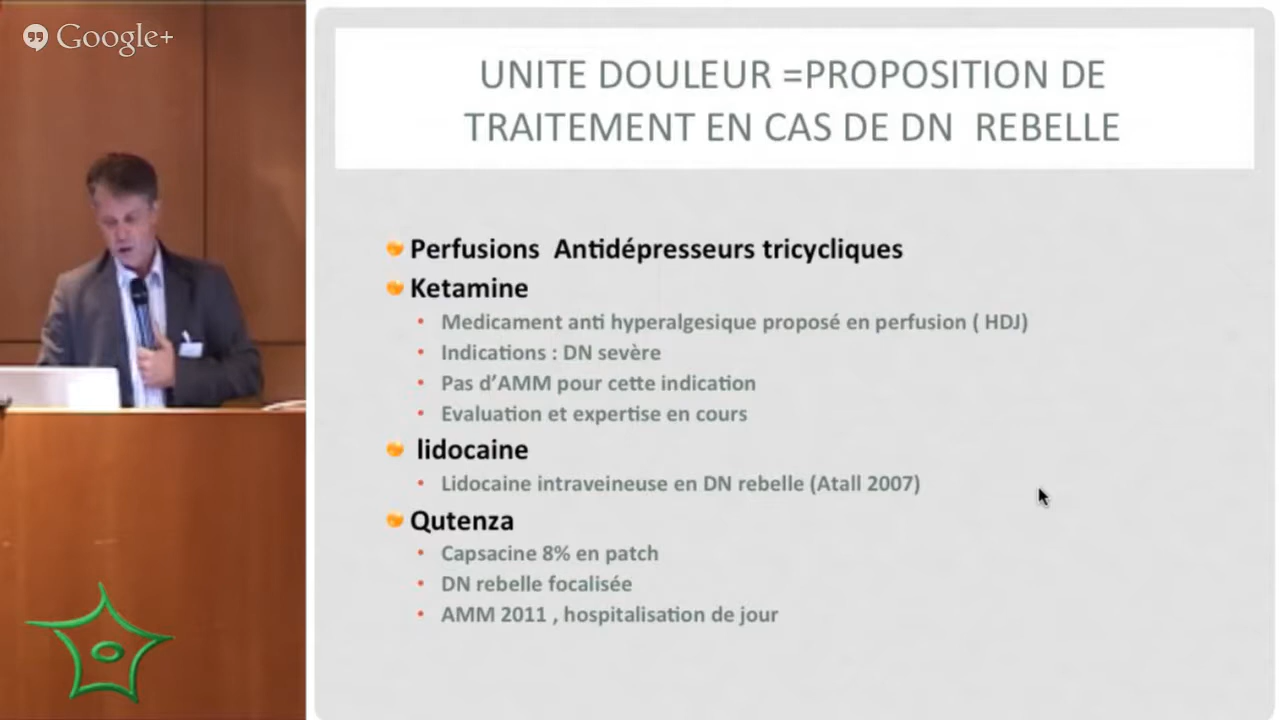 Google+
UNITE DOULEUR =PROPOSITION DE
TRAITEMENT EN CAS DE DN REBELLE
Perfusions Antidépresseurs tricycliques
Ketamine
Medicament anti hyperalgesique proposé en perfusion ( HDJ)
Indications : DN sevère
Pas d'AMM pour cette indication
Evaluation et expertise en cours
lidocaine
Lidocaine intraveineuse en DN rebelle (Atall 2007)
Qutenza
Capsacine 8% en patch
DN rebelle focalisée
AMM 2011 , hospitalisation de jour